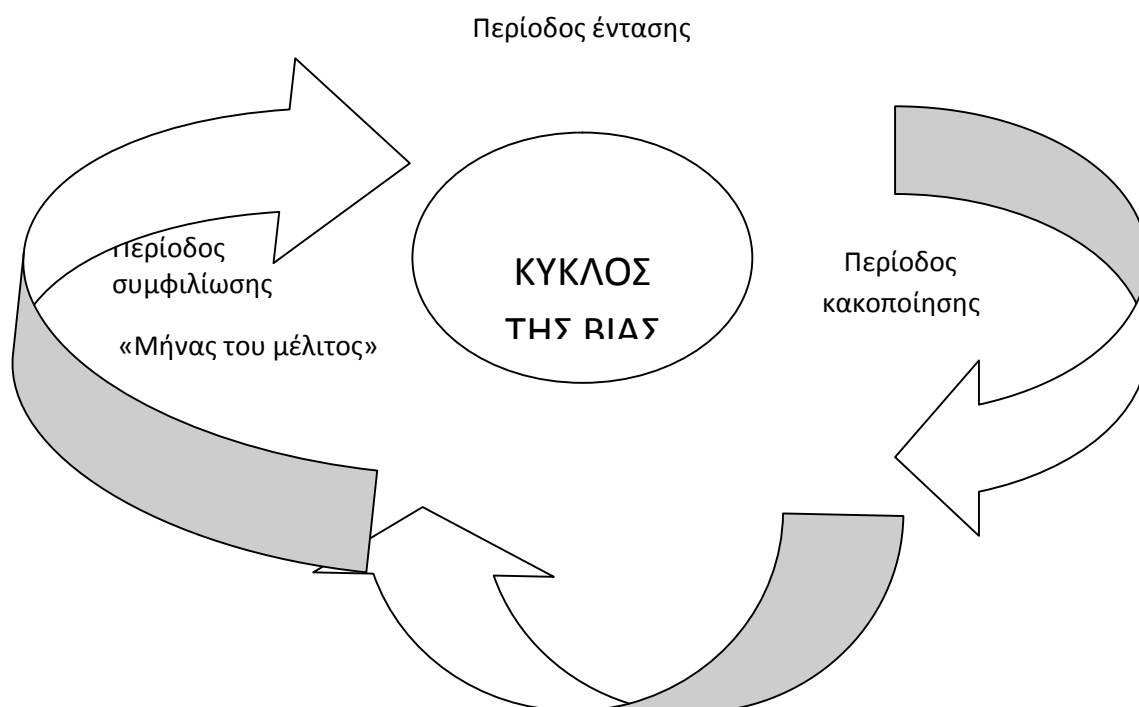 Περίοδος έντασης
Περίοδος
συμφιλίωσης
«Μήνας του μέλιτος»
ΚΥΚΛΟΣ
ΤΗΣ ΒΙΑΣ
Περίοδος
κακοποίησης